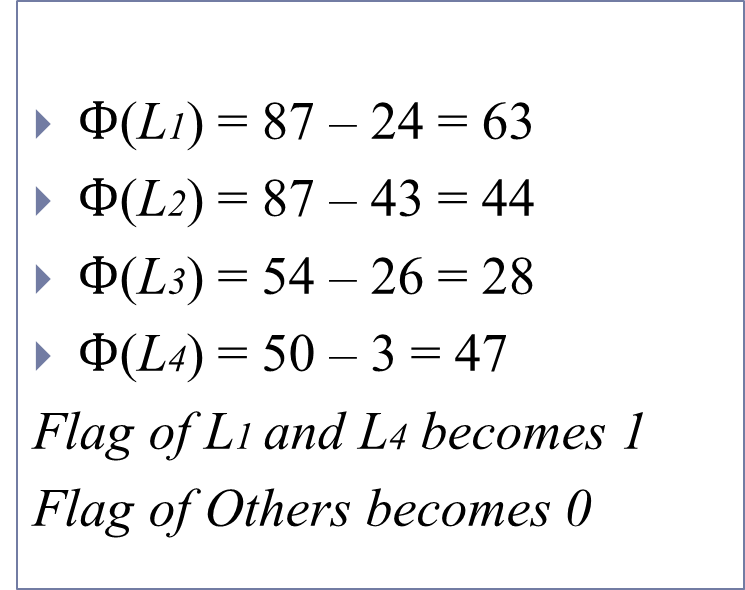 Φ(L1) = 87 – 24 = 63
Φ(L2) = 87 – 43 = 44
Φ(L3) = 54 – 26 = 28
Φ(L4) = 50 – 3 = 47
Flag of L1 and L4 becomes 1
Flag of Others becomes 0